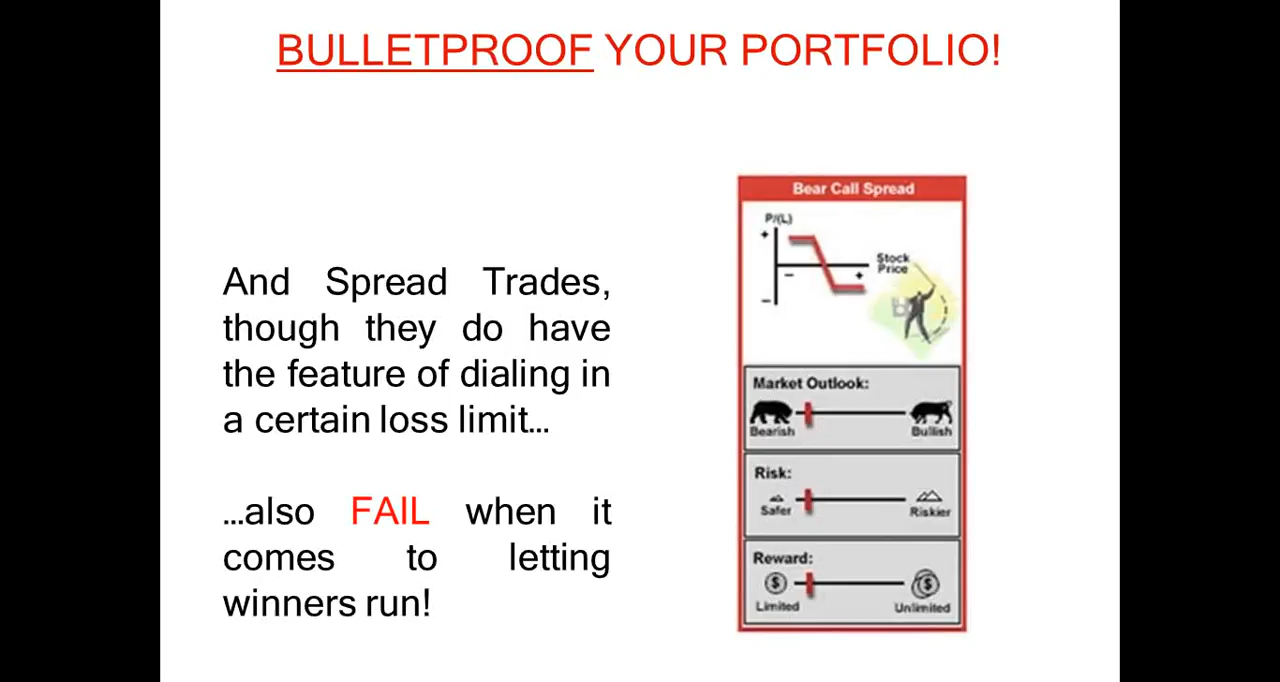 BULLETPROOF YOUR PORTFOLIO!
And Spread Trades,
though they do have
the feature of dialing in
a certain loss limit…
…also FAIL when it
comes to letting
winners run!
Bear Call Spread
P/(L)
+
Stock
Price
–
+
–
Market Outlook:
Bearish
Bullish
Risk:
Safer
Riskier
Reward:
$
$
Limited
Unlimited